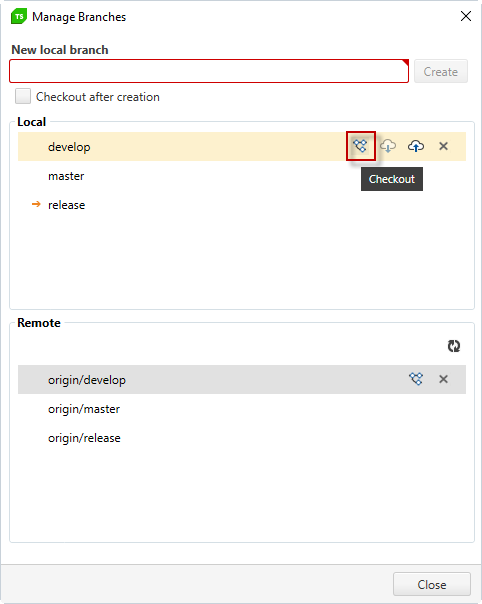 TS Manage Branches
New local branch
Create
Checkout after creation
Local
develop
Checkout
master
release
Remote
origin/develop
origin/master
origin/release
Close